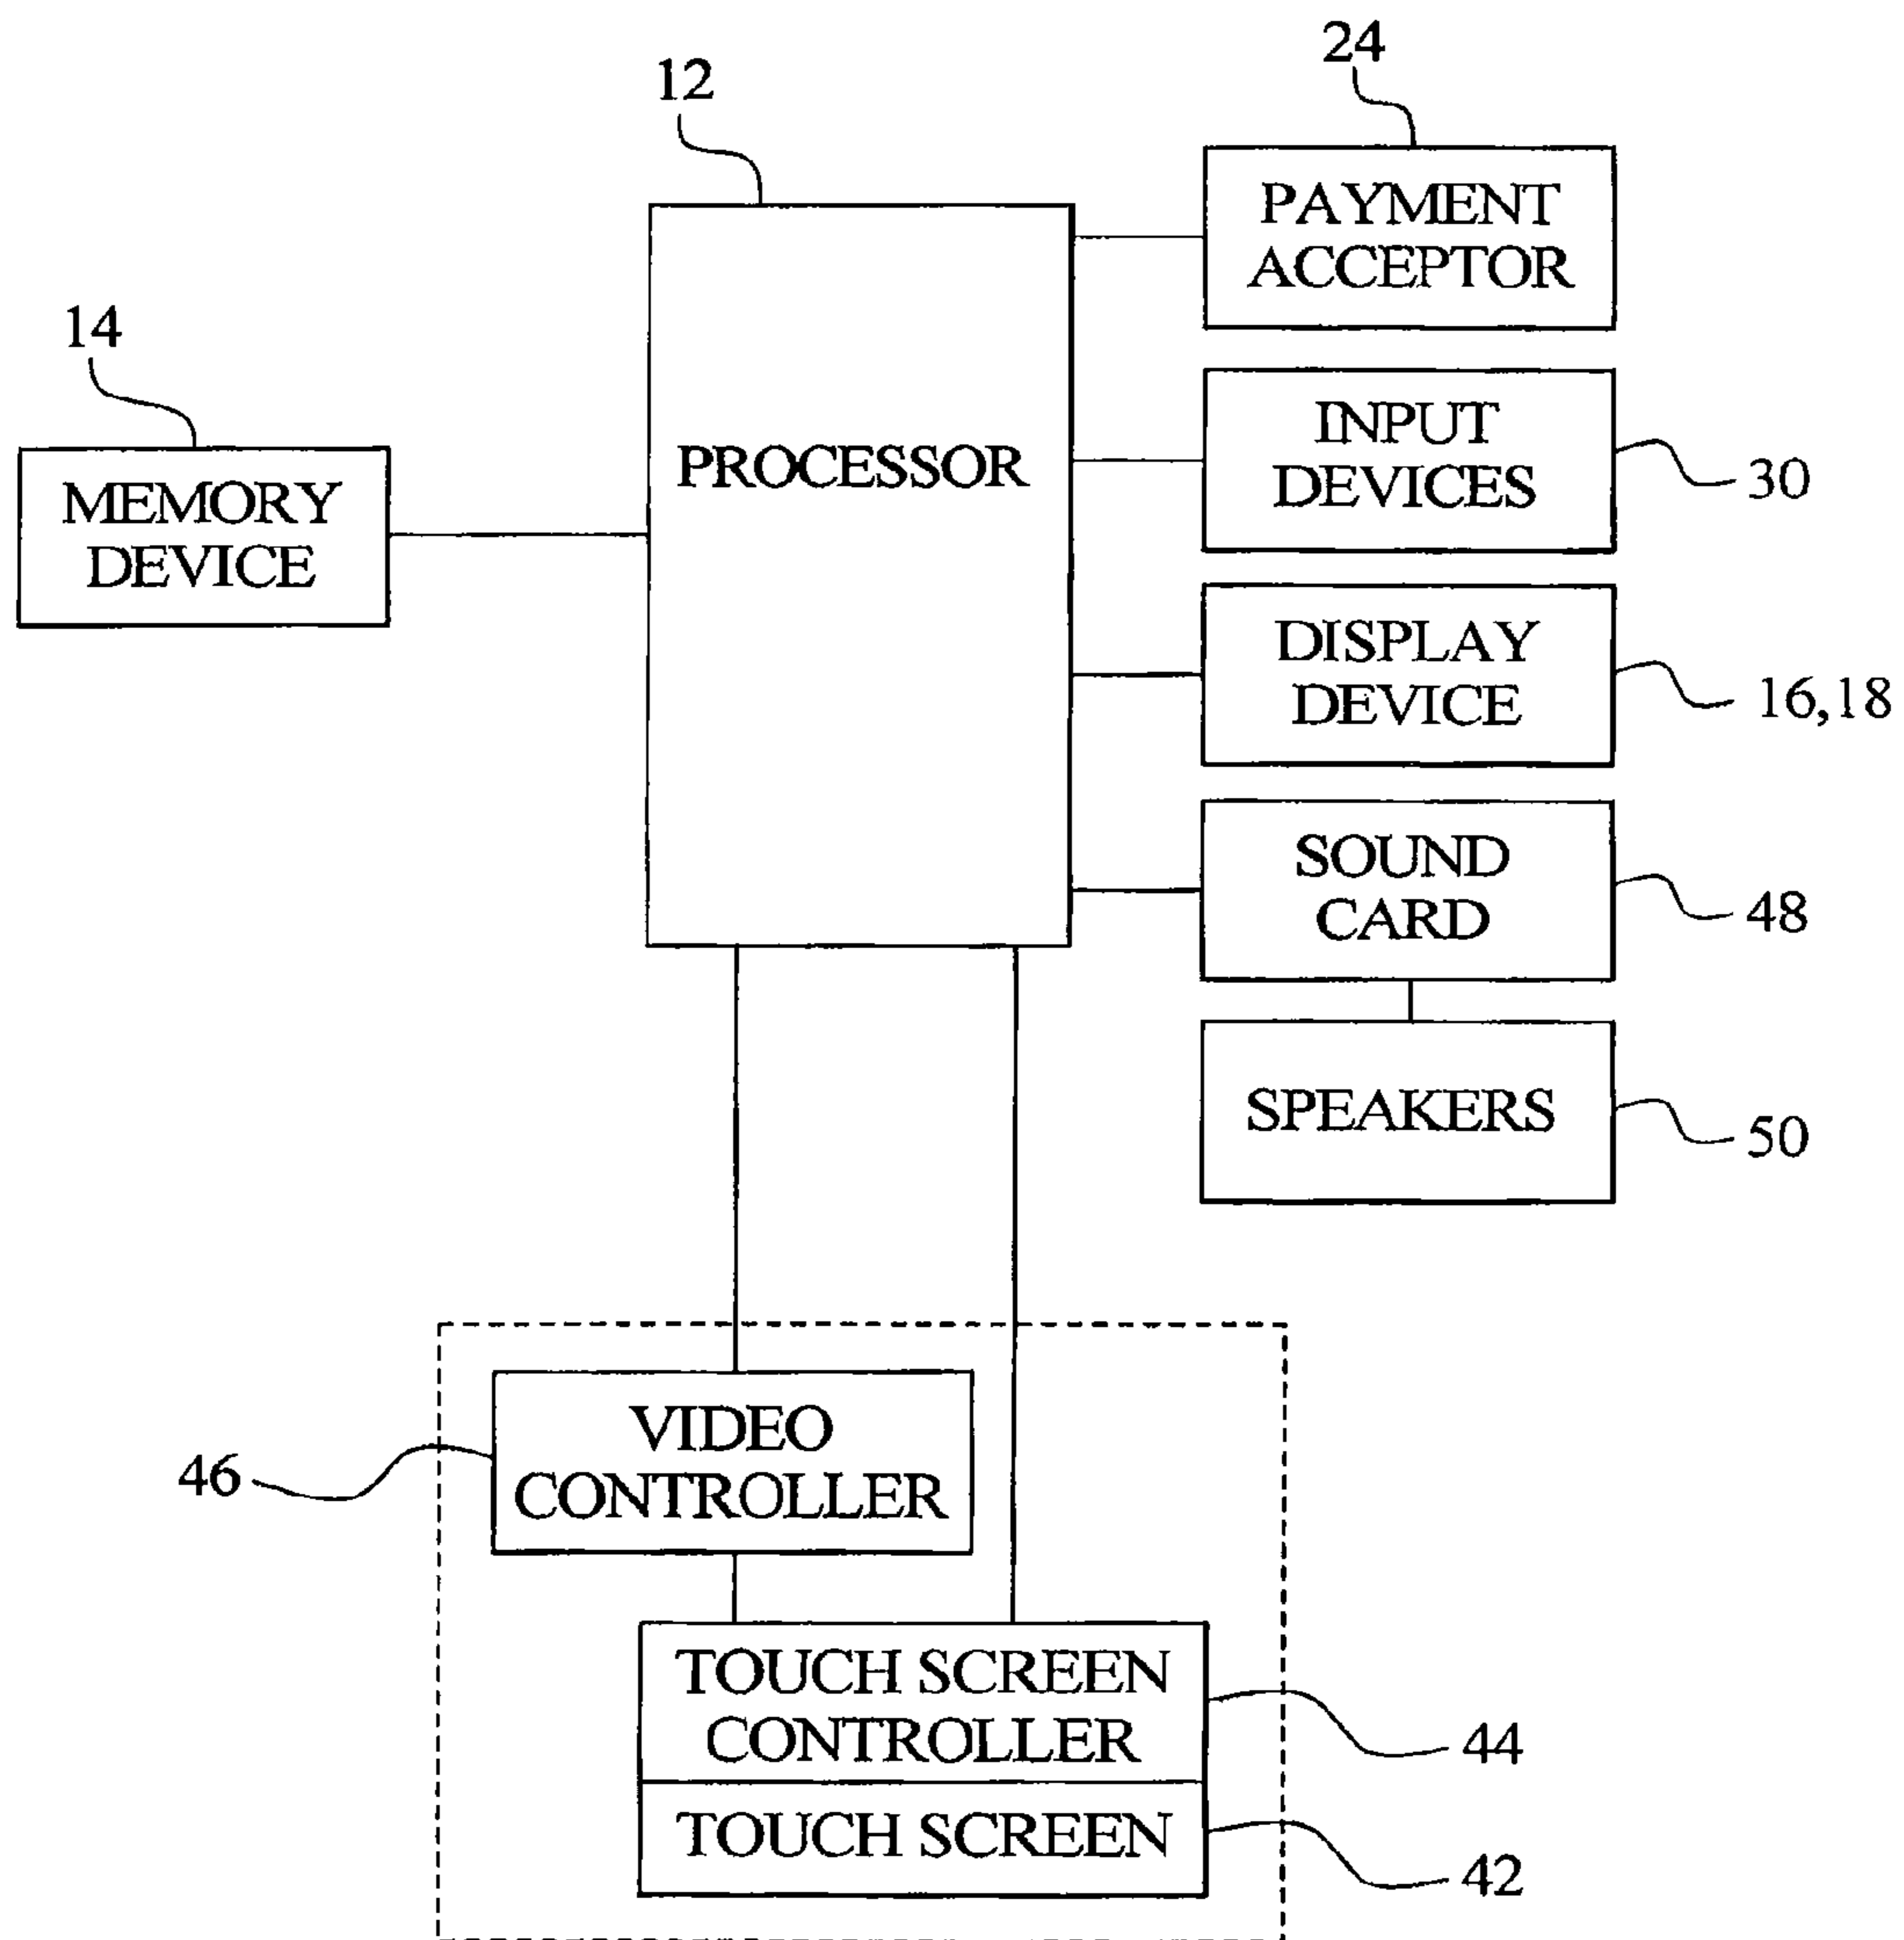 24
12
PAYMENT
ACCEPTOR
14
INPUT
DEVICES
30
PROCESSOR
MEMORY
DEVICE
DISPLAY
DEVICE
16,18
SOUND
CARD
48
SPEAKERS
50
VIDEO
CONTROLLER
46
TOUCH SCREEN
CONTROLLER
44
TOUCH SCREEN
42